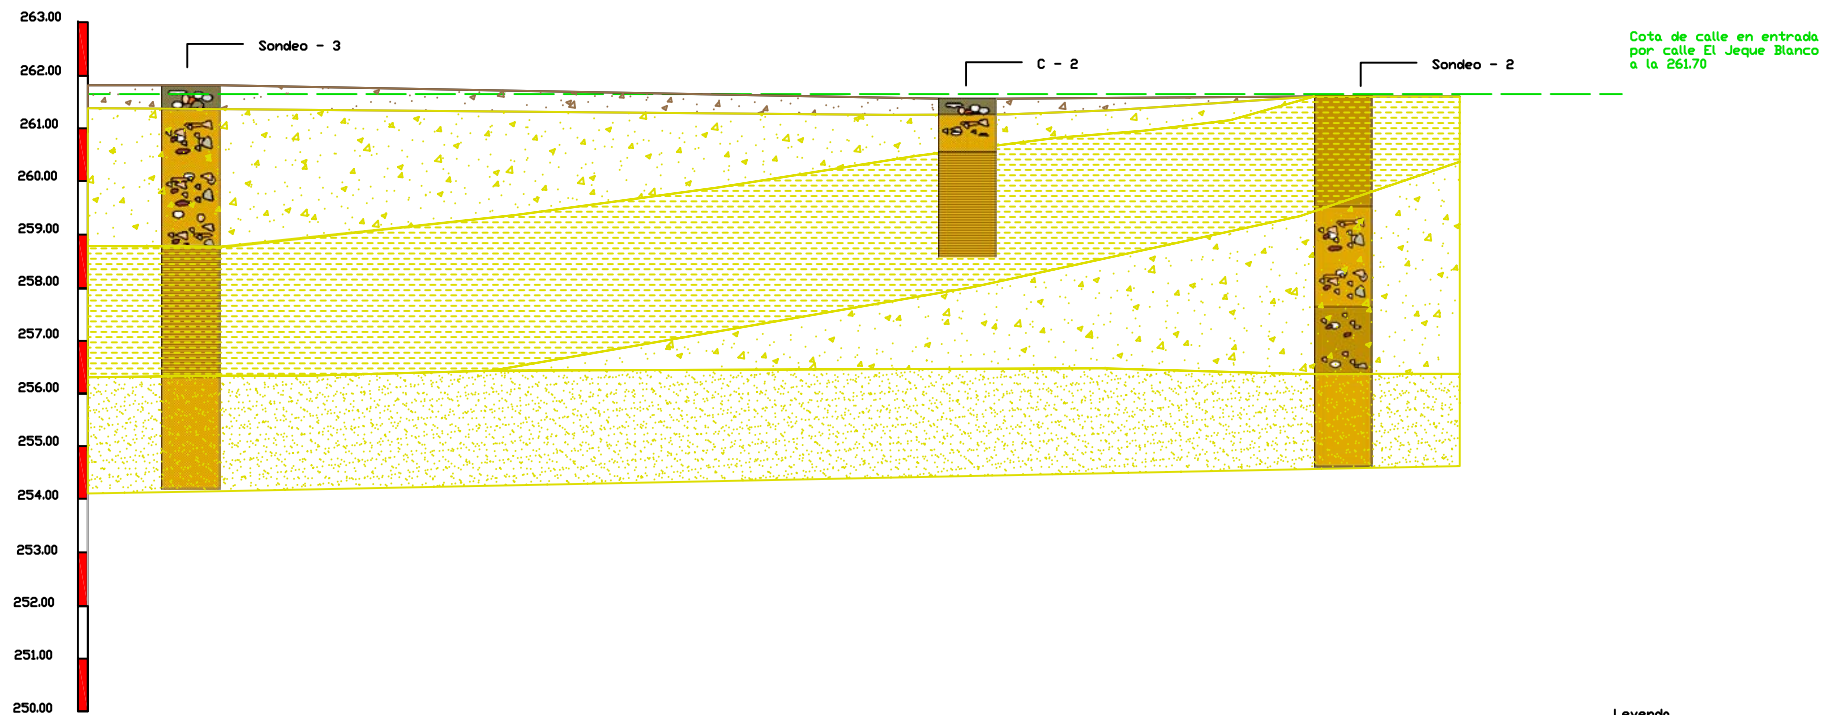 263.00
Sondeo - 3
C - 2
Sondeo - 2
Cota de calle en entrada
por calle El Jeque Blanco
a la 261.70
262.00
261.00
260.00
259.00
258.00
257.00
256.00
255.00
254.00
253.00
252.00
251.00
250.00
Leyenda